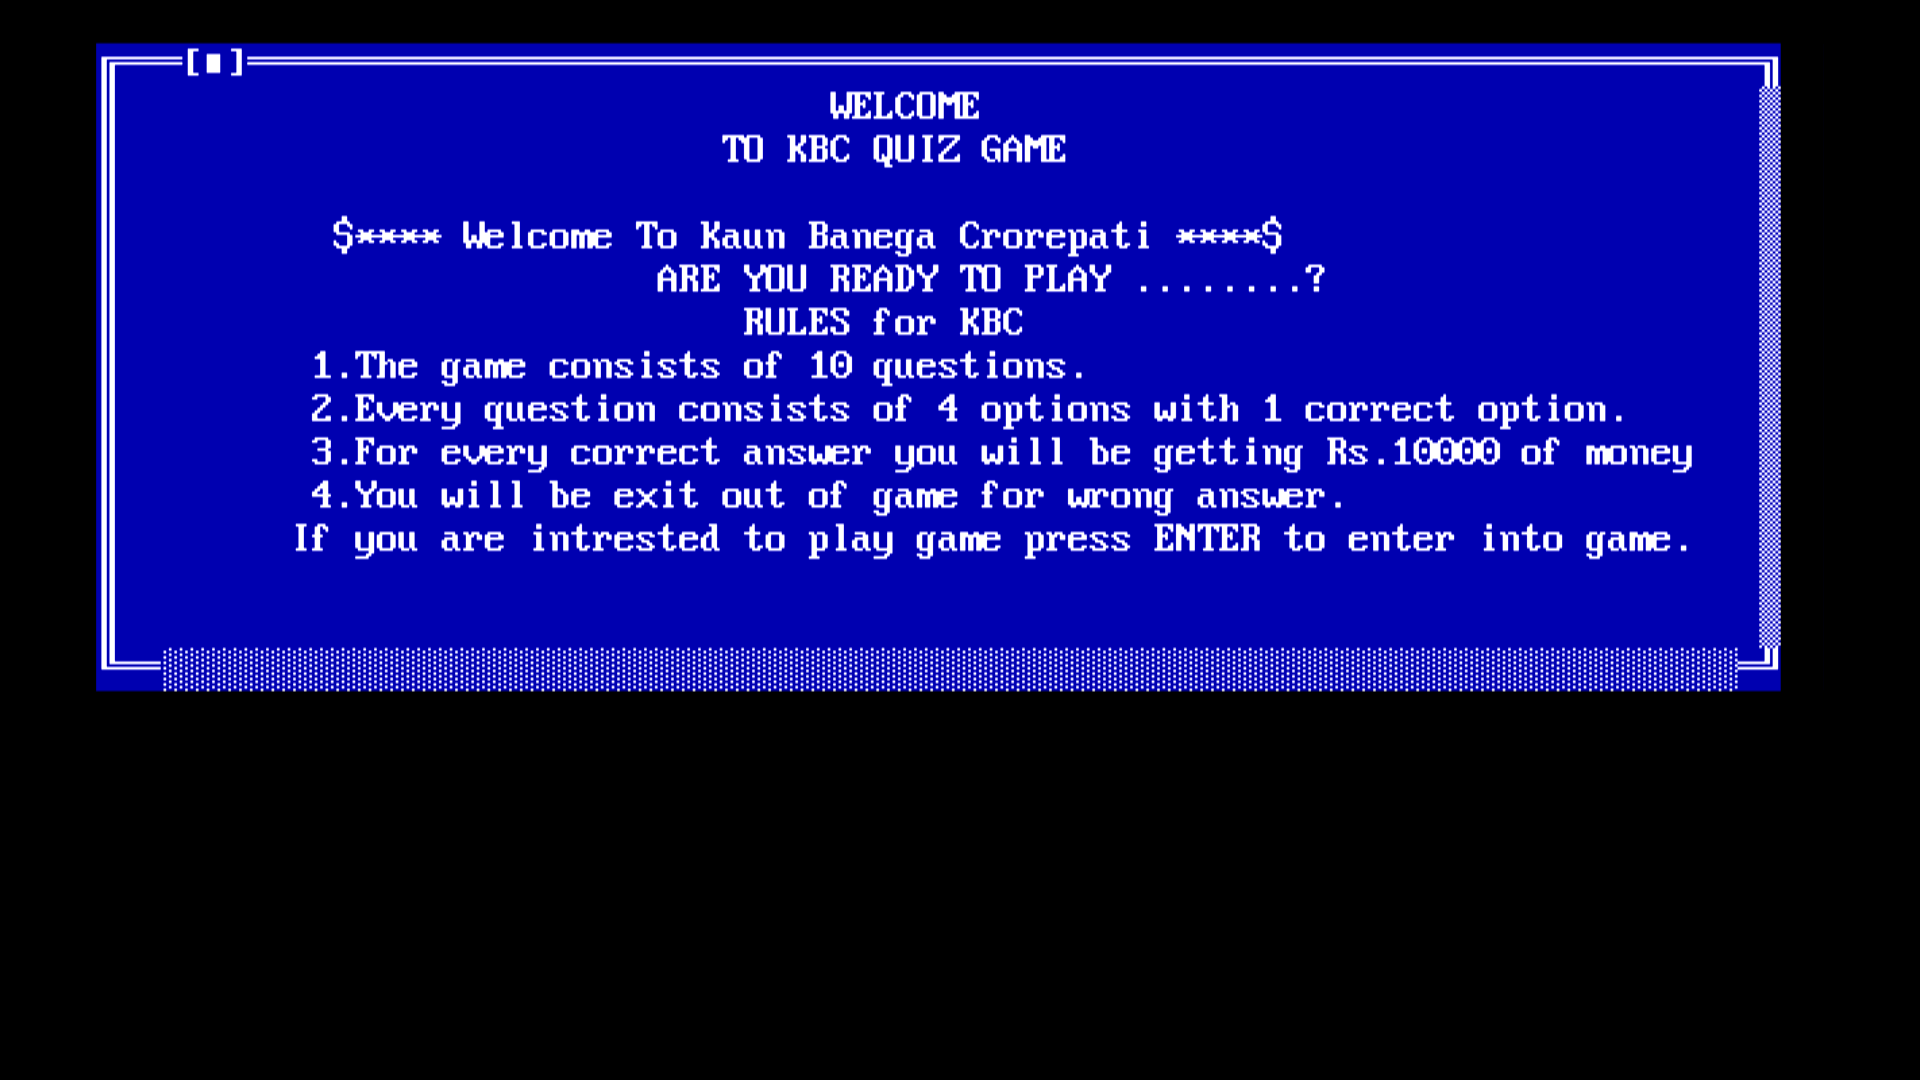 [■]
WELCOME
TO KBC QUIZ GAME
$**** Welcome To Kaun Banega Crorepati ****$
ARE YOU READY TO PLAY ........?
RULES for KBC
1.The game consists of 10 questions.
2.Every question consists of 4 options with 1 correct option.
3.For every correct answer you will be getting Rs.10000 of money
4.You will be exit out of game for wrong answer.
If you are intrested to play game press ENTER to enter into game.